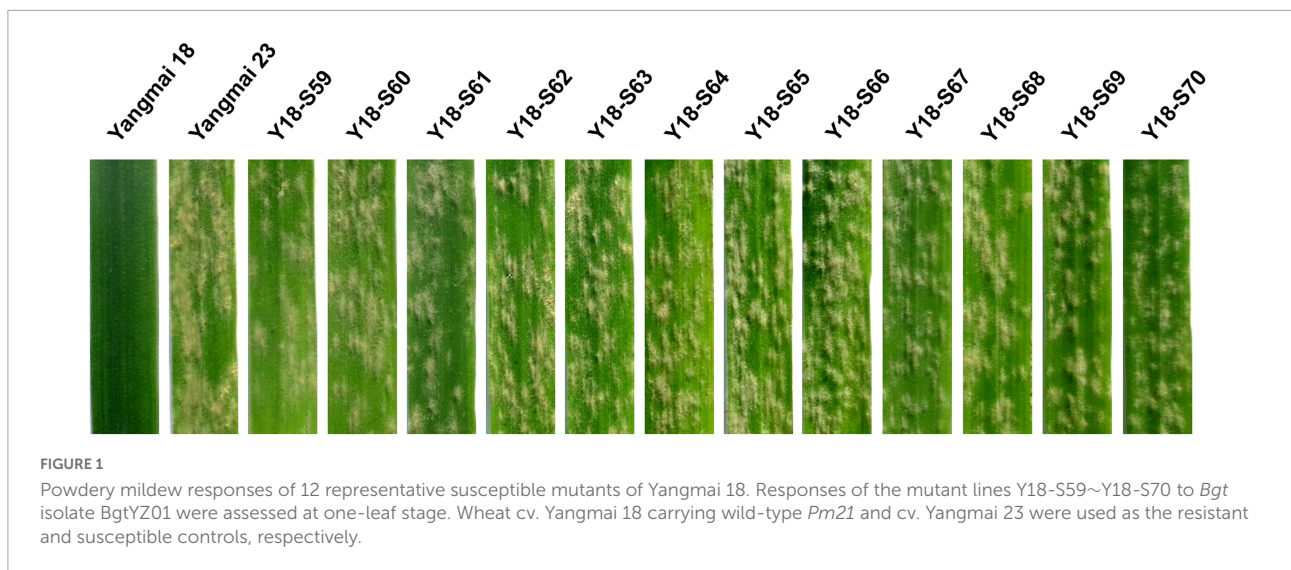 Yangmai 18
Yangmai 23
Y18-S59
Y18-S60
Y18-S61
Y18-S62
Y18-S63
Y18-S64
Y18-S65
Y18-S66
Y18-S67
Y18-S68
Y18-S69
Y18-S70
FIGURE 1
Powdery mildew responses of 12 representative susceptible mutants of Yangmai 18. Responses of the mutant lines Y18-S59~Y18-S70 to Bgt
isolate BgtYZ01 were assessed at one-leaf stage. Wheat cv. Yangmai 18 carrying wild-type Pm21 and cv. Yangmai 23 were used as the resistant
and susceptible controls, respectively.